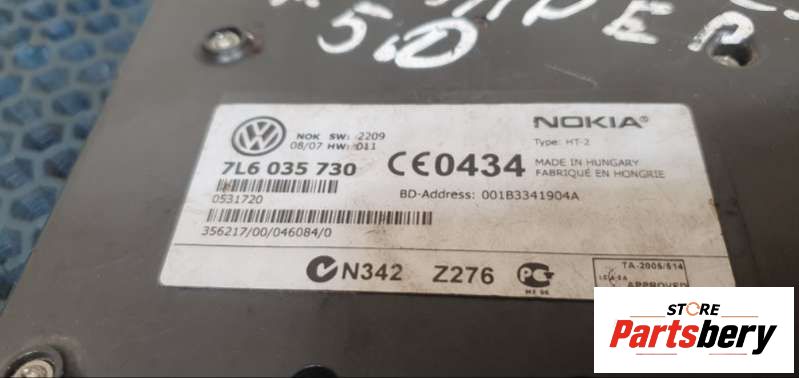 5.0
NOK SW: 2209
08/07 HW: 011
7L6 035 730
0531720
356217/00/046084/0
CE0434
NOKIA®
Type: HT-2
MADE IN HUNGARY
FABRIQUÉ EN HONGRIE
BD-Address: 001B3341904A
N342 Z276
TA-2005/514
APPROVED
STORE
Partsbery